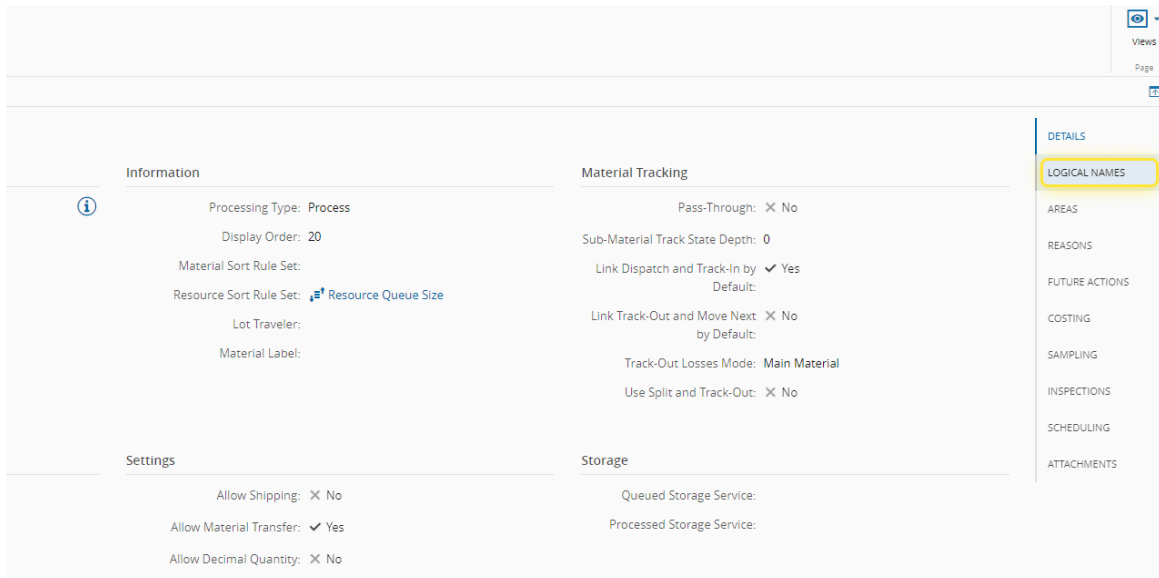 Views
Page
Information
Processing Type: Process
Display Order: 20
Material Sort Rule Set:
Resource Sort Rule Set: Resource Queue Size
Lot Traveler:
Material Label:
Material Tracking
Pass-Through: No
Sub-Material Track State Depth: 0
Link Dispatch and Track-In by Yes
Default:
Link Track-Out and Move Next No
by Default:
Track-Out Losses Mode: Main Material
Use Split and Track-Out: No
Settings
Allow Shipping: No
Allow Material Transfer: Yes
Allow Decimal Quantity: No
Storage
Queued Storage Service:
Processed Storage Service:
DETAILS
LOGICAL NAMES
AREAS
REASONS
FUTURE ACTIONS
COSTING
SAMPLING
INSPECTIONS
SCHEDULING
ATTACHMENTS